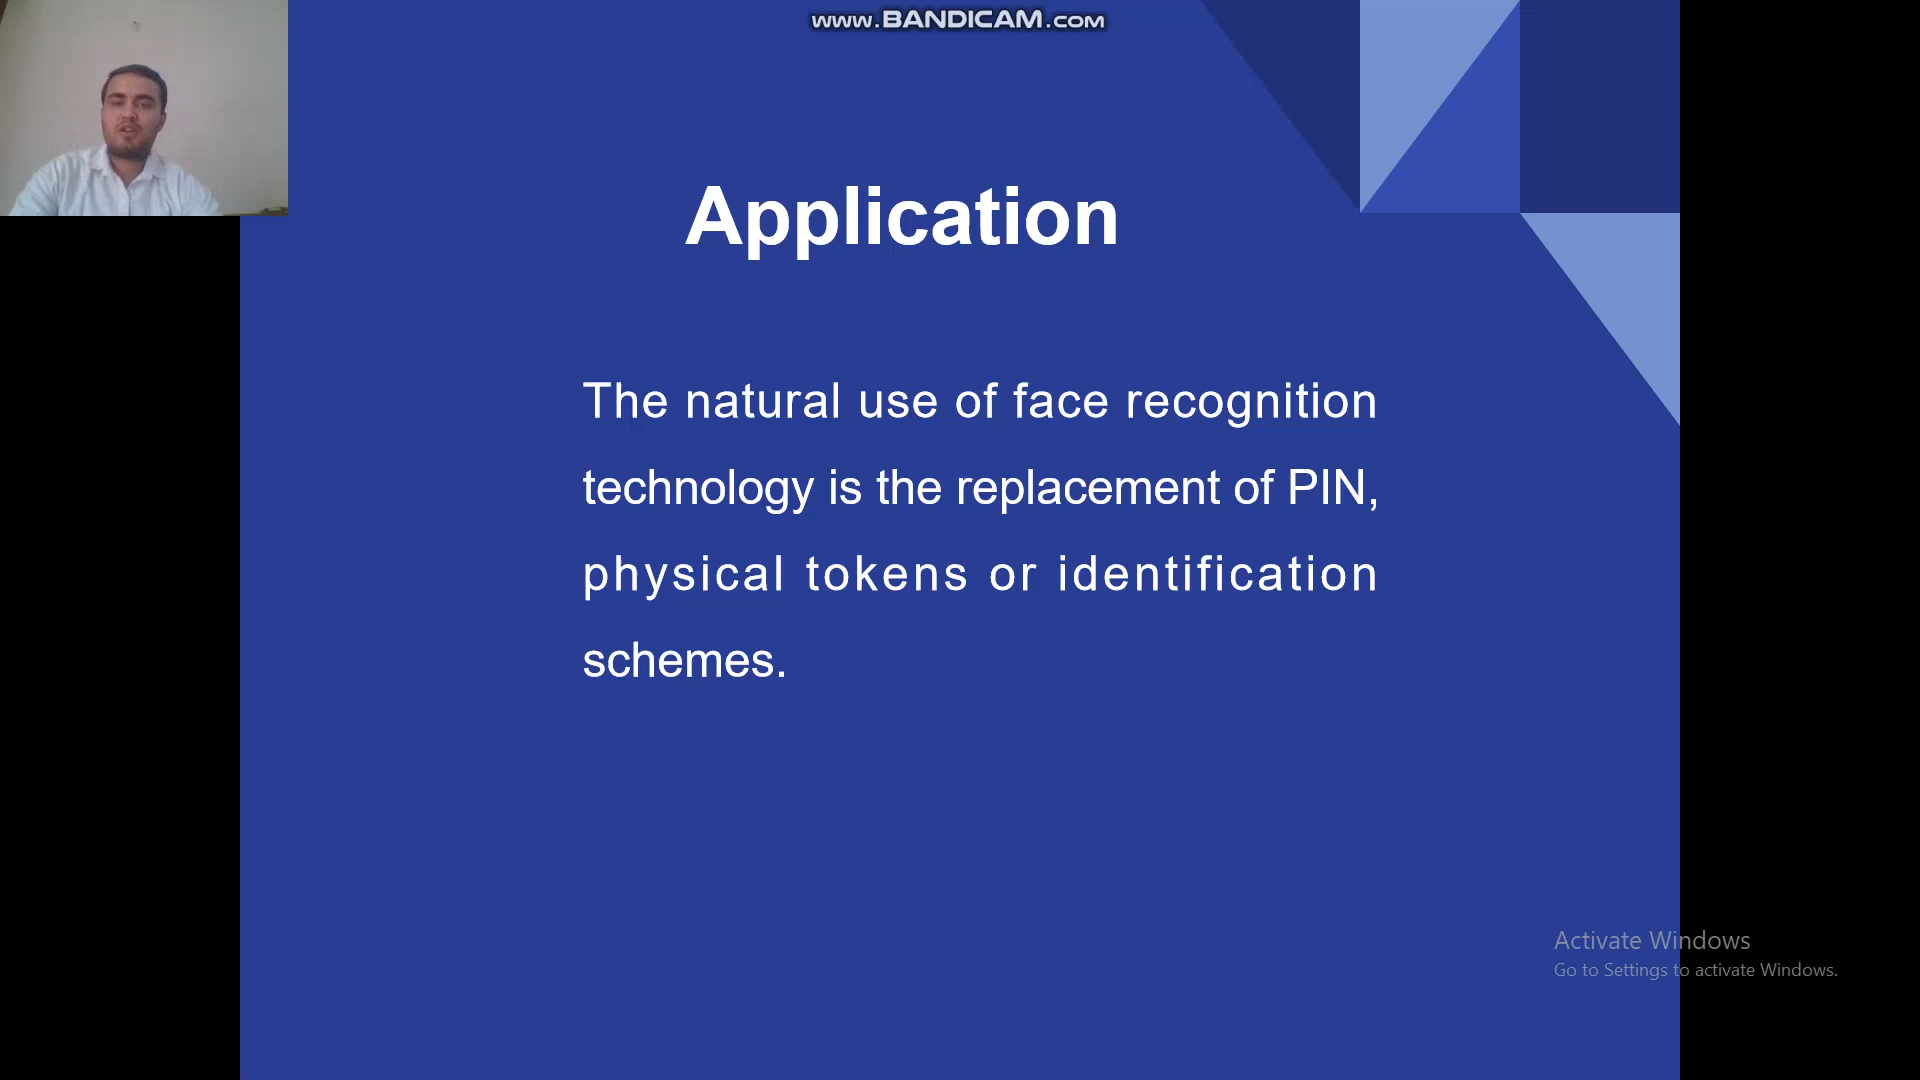 www.BANDICAM.com
Application
The natural use of face recognition
technology is the replacement of PIN,
physical tokens or identification
schemes.
Activate Windows
Go to Settings to activate Windows.